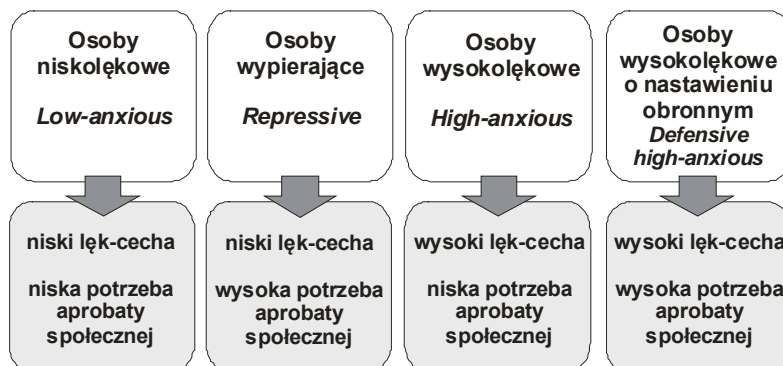 Osoby
niskolękowe
Low-anxious
Osoby
wypierające
Repressive
Osoby
wysokolękowe
High-anxious
Osoby
wysokolękowe
o nastawieniu
obronnym
Defensive
high-anxious
niski lęk-cecha
niska potrzeba
aprobaty
społecznej
niski lęk-cecha
wysoka potrzeba
aprobaty
społecznej
wysoki lęk-cecha
niska potrzeba
aprobaty
społecznej
wysoki lęk-cecha
wysoka potrzeba
aprobaty
społecznej